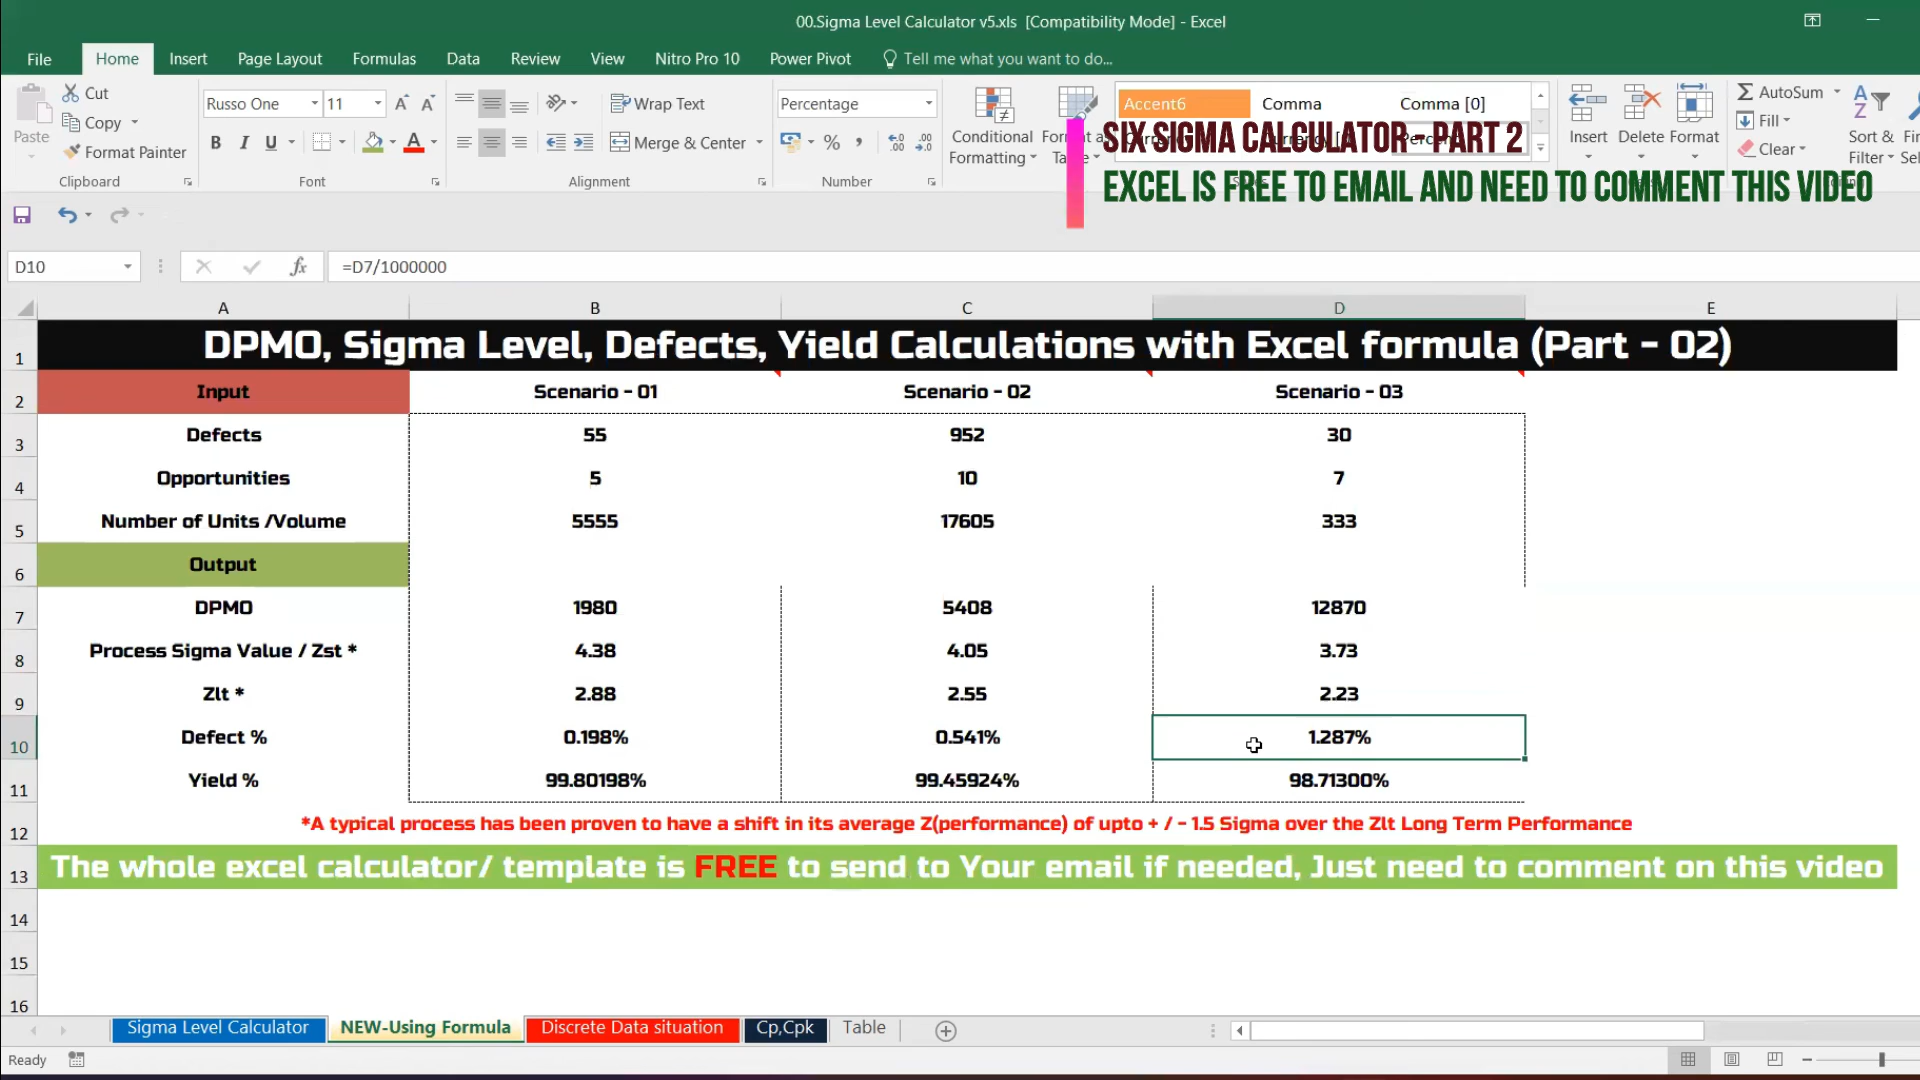 00.Sigma Level Calculator v5.xls [Compatibility Mode] - Excel
File Home Insert Page Layout Formulas Data Review View Nitro Pro 10 Power Pivot Tell me what you want to do...
Paste
Cut
Copy
Format Painter
Clipboard
Russo One 11
B I U
Font
Wrap Text
Merge & Center
Alignment
Percentage
%
Number
Conditional Formatting
Format as Table
Accent6 Comma Comma [0]
Insert Delete Format
AutoSum
Fill
Clear
Sort & Filter
SIX SIGMA CALCULATOR - PART 2
EXCEL IS FREE TO EMAIL AND NEED TO COMMENT THIS VIDEO
D10 fx =D7/1000000
A B C D E
1 DPMO, Sigma Level, Defects, Yield Calculations with Excel formula (Part - 02)
2 Input Scenario - 01 Scenario - 02 Scenario - 03
3 Defects 55 952 30
4 Opportunities 5 10 7
5 Number of Units /Volume 5555 17605 333
6 Output
7 DPMO 1980 5408 12870
8 Process Sigma Value / Zst * 4.38 4.05 3.73
9 Zlt * 2.88 2.55 2.23
10 Defect % 0.198% 0.541% 1.287%
11 Yield % 99.80198% 99.45924% 98.71300%
12 *A typical process has been proven to have a shift in its average Z(performance) of upto + / - 1.5 Sigma over the Zlt Long Term Performance
13 The whole excel calculator/ template is FREE to send to Your email if needed, Just need to comment on this video
14
15
16
Sigma Level Calculator NEW-Using Formula Discrete Data situation Cp,Cpk Table
Ready